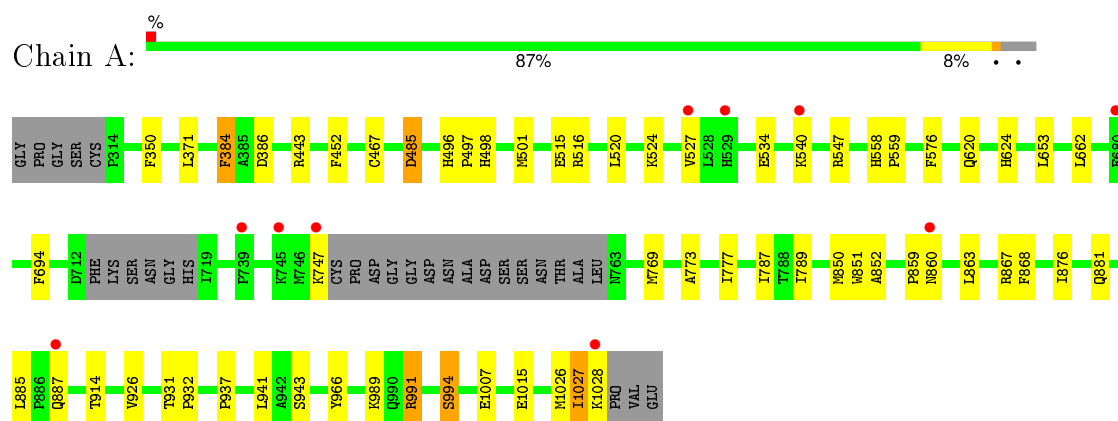 %
Chain A:
87% 8% • •
GLY PRO GLY SER CYS P314 F350 L371 F384 A385 D386 R443 F452 C467 D485 H496 P497 H498 M501 E515 R516 L520 K524 V527 L528 H529 E534 K540 R547 H558 P559 F576 Q620 H624 L653 L662
F694 D712 PHE LYS SER ASN GLY HIS I719 P739 K745 M746 K747 CYS PRO ASP GLY GLY ASP ASN ALA ASP SER SER ASN THR ALA LEU N763 M769 A773 I777 I787 T788 I789 M850 W851 A852 P859 N860 L863 R867 F868 I876 Q881
L885 P886 Q887 T914 V926 T931 P932 P937 L941 A942 S943 Y966 K989 Q990 R991 S994 E1007 E1015 M1026 I1027 K1028 PRO VAL GLU